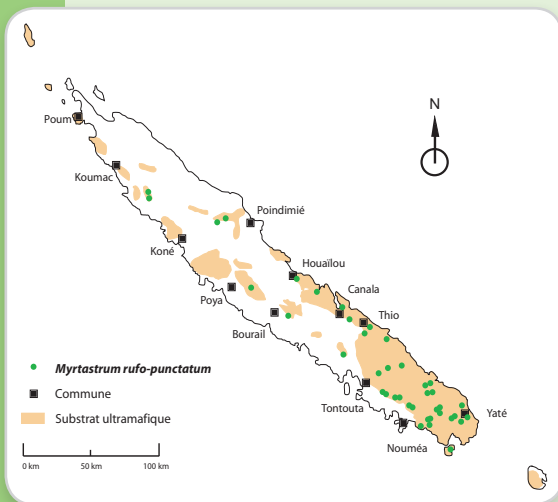 N
Poum
Koumac
Poindimié
Koné
Houaïlou
Canala
Poya
Thio
Bourail
Myrtastrum rufo-punctatum
Commune
Tontouta
Yaté
Substrat ultramafique
Nouméa
0 km 50 km 100 km